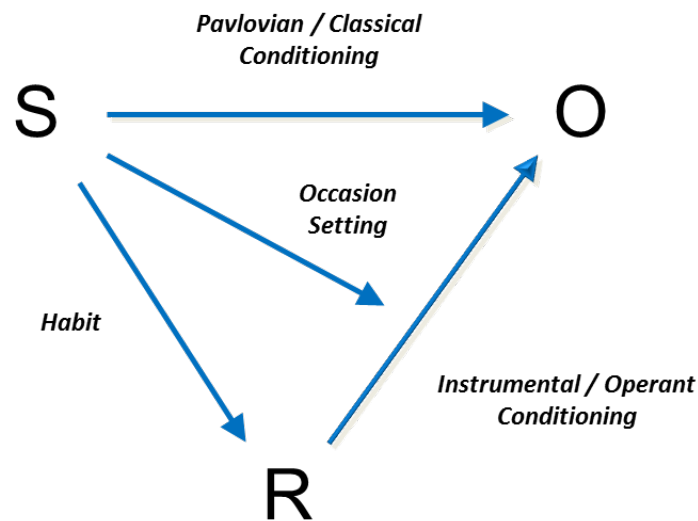 Pavlovian / Classical
Conditioning
S
O
Occasion
Setting
Habit
Instrumental / Operant
Conditioning
R